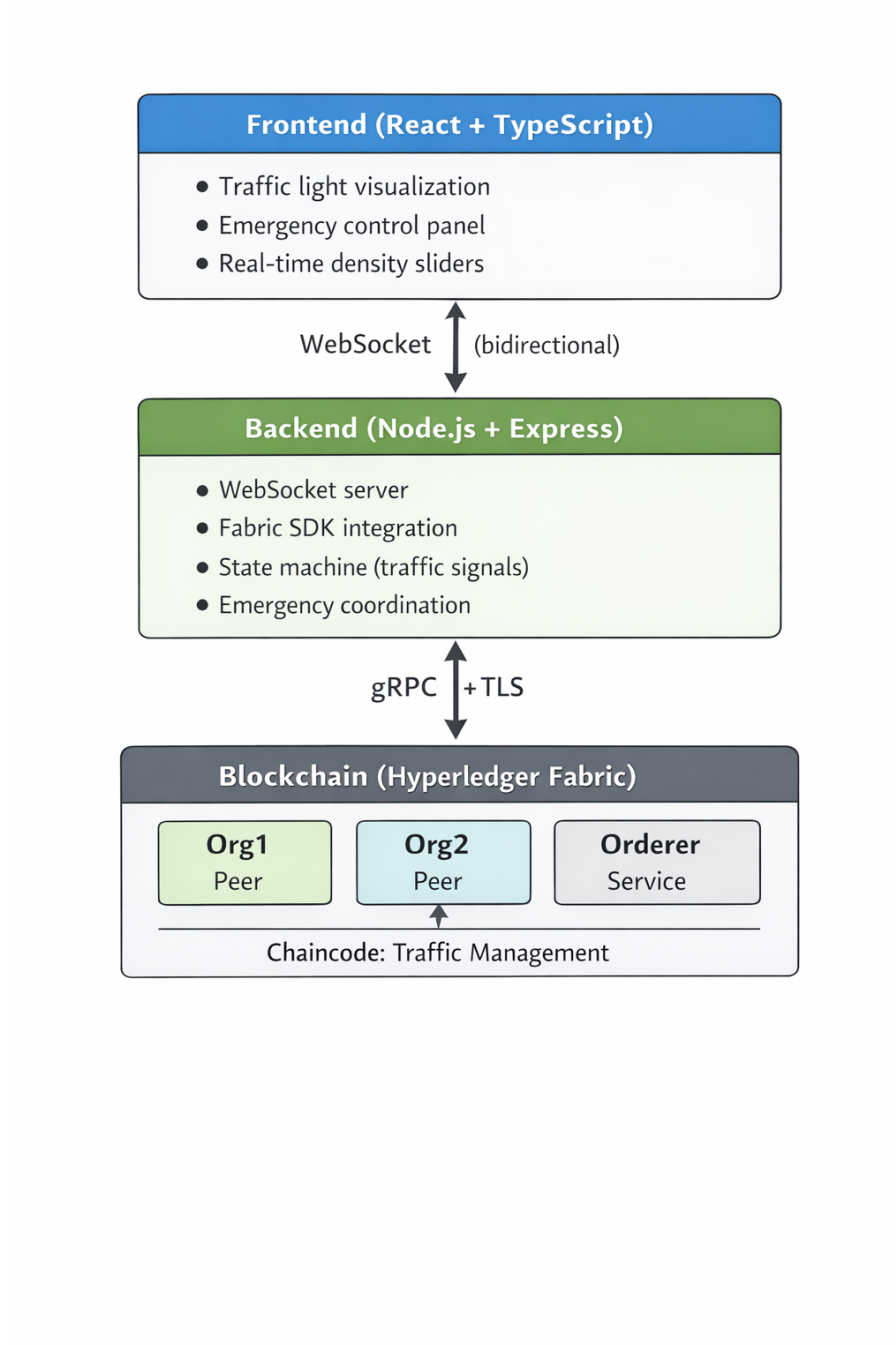 Frontend (React + TypeScript)
● Traffic light visualization
● Emergency control panel
● Real-time density sliders
WebSocket (bidirectional)
Backend (Node.js + Express)
● WebSocket server
● Fabric SDK integration
● State machine (traffic signals)
● Emergency coordination
gRPC + TLS
Blockchain (Hyperledger Fabric)
Org1 Org2 Orderer
Peer Peer Service
Chaincode: Traffic Management